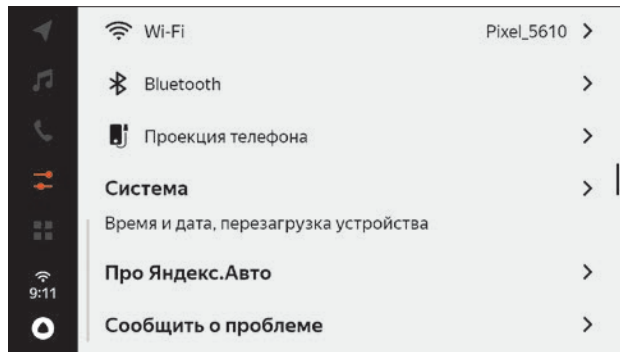 Wi-Fi Pixel_5610
Bluetooth
Проекция телефона
Система
Время и дата, перезагрузка устройства
Про Яндекс.Авто
9:11
Сообщить о проблеме